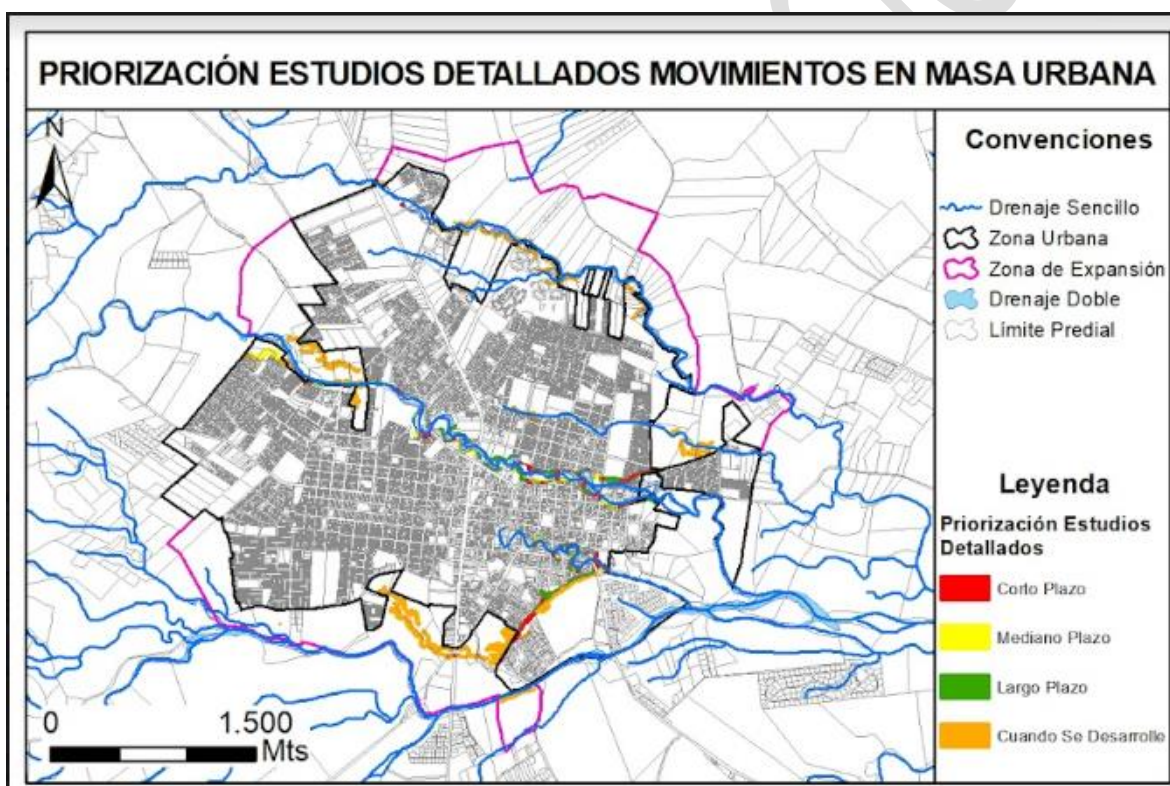 PRIORIZACIÓN ESTUDIOS DETALLADOS MOVIMIENTOS EN MASA URBANA
N
Convenciones
Drenaje Sencillo
Zona Urbana
Zona de Expansión
Drenaje Doble
Límite Predial
Leyenda
Priorización Estudios
Detallados
Corto Plazo
Mediano Plazo
Largo Plazo
Cuando Se Desarrolle
0 1.500
Mts